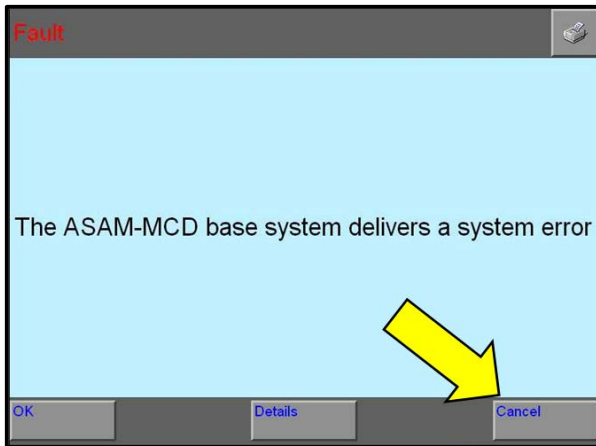 Fault
The ASAM-MCD base system delivers a system error
OK
Details
Cancel